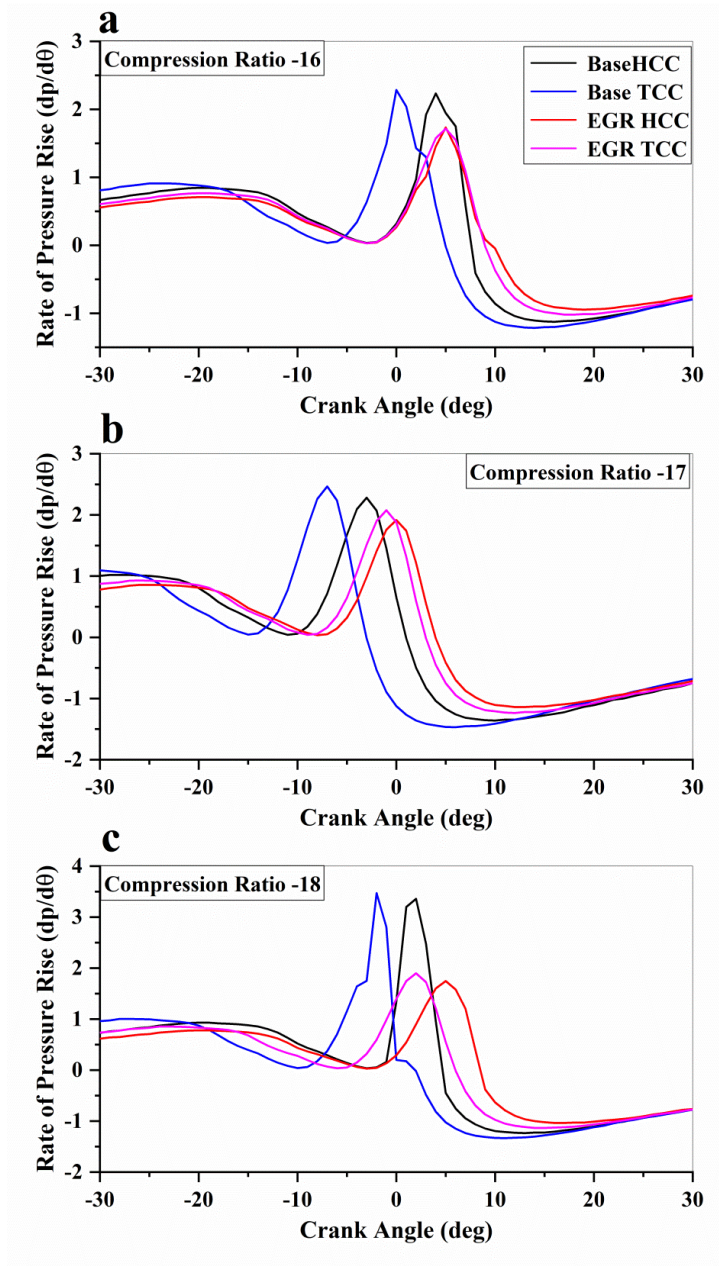 a
3
2
1
0
-1
Rate of Pressure Rise (dp/dθ)
Compression Ratio -16
BaseHCC
Base TCC
EGR HCC
EGR TCC
-30 -20 -10 0 10 20 30
Crank Angle (deg)
b
3
2
1
0
-1
-2
Rate of Pressure Rise (dp/dθ)
Compression Ratio -17
-30 -20 -10 0 10 20 30
Crank Angle (deg)
c
4
3
2
1
0
-1
-2
Rate of Pressure Rise (dp/dθ)
Compression Ratio -18
-30 -20 -10 0 10 20 30
Crank Angle (deg)